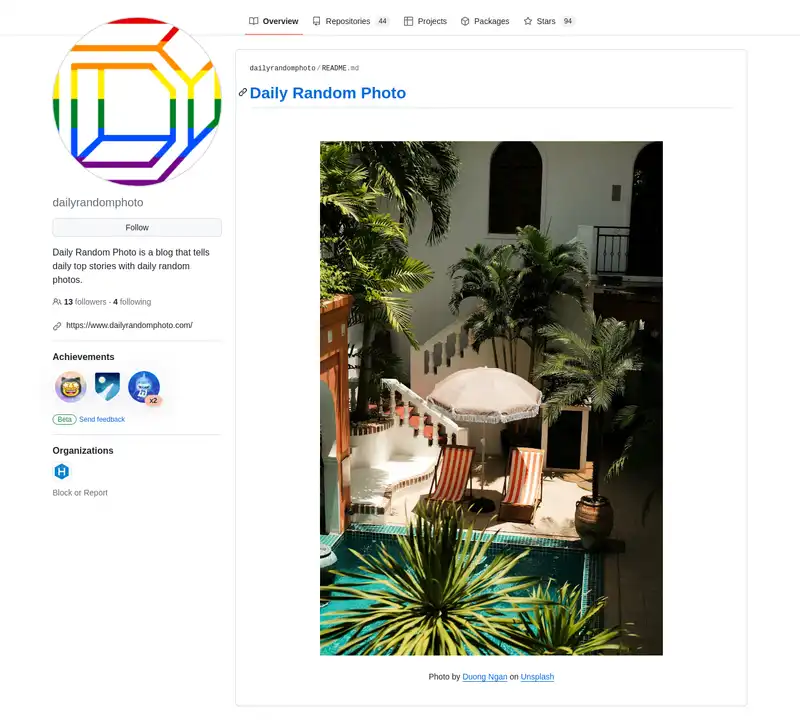 Overview
Repositories 44
Projects
Packages
Stars 94
dailyrandomphoto
Follow
Daily Random Photo is a blog that tells
daily top stories with daily random
photos.
13 followers · 4 following
https://www.dailyrandomphoto.com/
Achievements
x2
Beta Send feedback
Organizations
H
Block or Report
dailyrandomphoto / README.md
Daily Random Photo
Photo by Duong Ngan on Unsplash